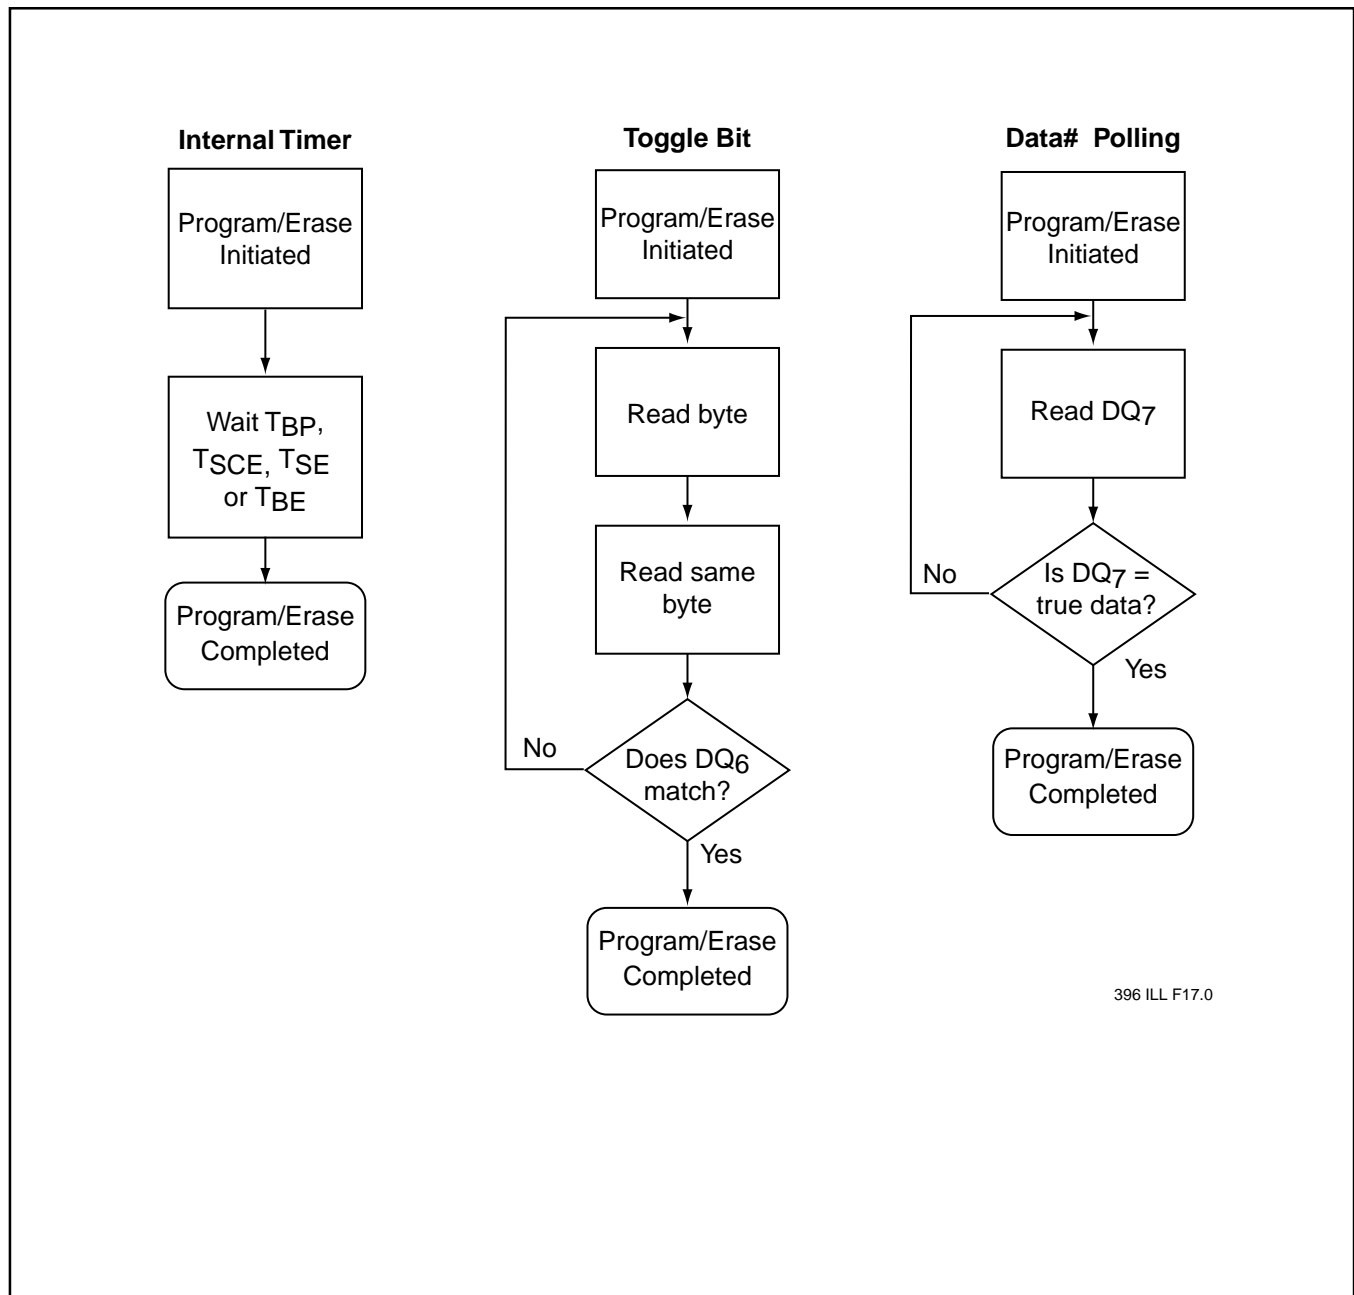 Internal Timer
Program/Erase
Initiated
Wait TBP,
TSCE, TSE
or TBE
Program/Erase
Completed
Toggle Bit
Program/Erase
Initiated
Read byte
Read same
byte
Does DQ6
match?
No
Yes
Program/Erase
Completed
Data# Polling
Program/Erase
Initiated
Read DQ7
Is DQ7 =
true data?
No
Yes
Program/Erase
Completed
396 ILL F17.0